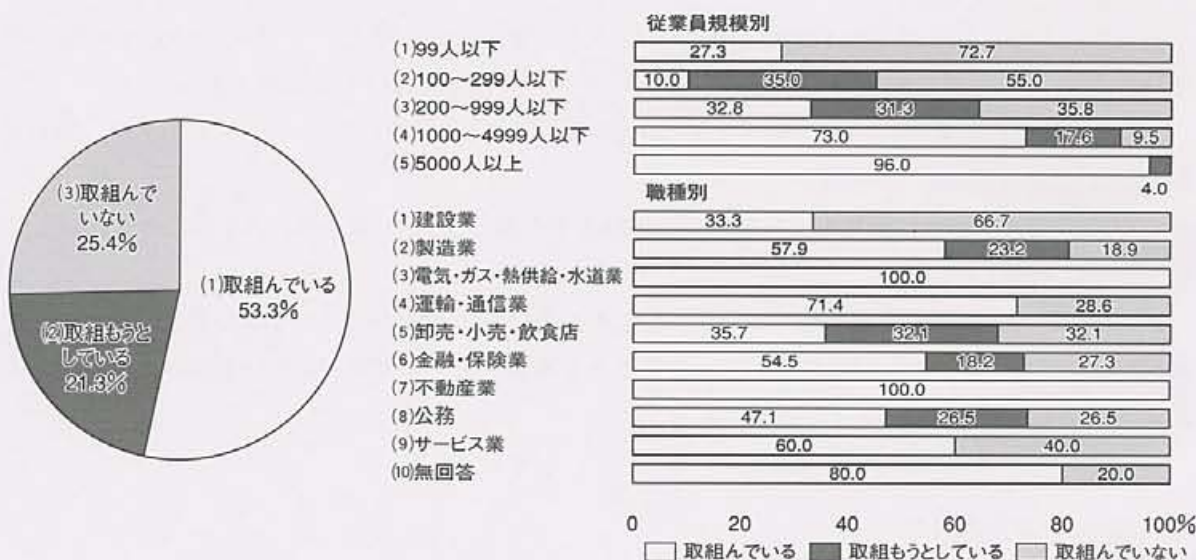 (1)取組んでいる
53.3%
(2)取組もうと
している
21.3%
(3)取組んで
いない
25.4%
従業員規模別
(1)99人以下 27.3 72.7
(2)100〜299人以下 10.0 35.0 55.0
(3)200〜999人以下 32.8 31.3 35.8
(4)1000〜4999人以下 73.0 17.6 9.5
(5)5000人以上 96.0 4.0
職種別
(1)建設業 33.3 66.7
(2)製造業 57.9 23.2 18.9
(3)電気・ガス・熱供給・水道業 100.0
(4)運輸・通信業 71.4 28.6
(5)卸売・小売・飲食店 35.7 32.1 32.1
(6)金融・保険業 54.5 18.2 27.3
(7)不動産業 100.0
(8)公務 47.1 26.5 26.5
(9)サービス業 60.0 40.0
(10)無回答 80.0 20.0
0 20 40 60 80 100%
取組んでいる 取組もうとしている 取組んでいない